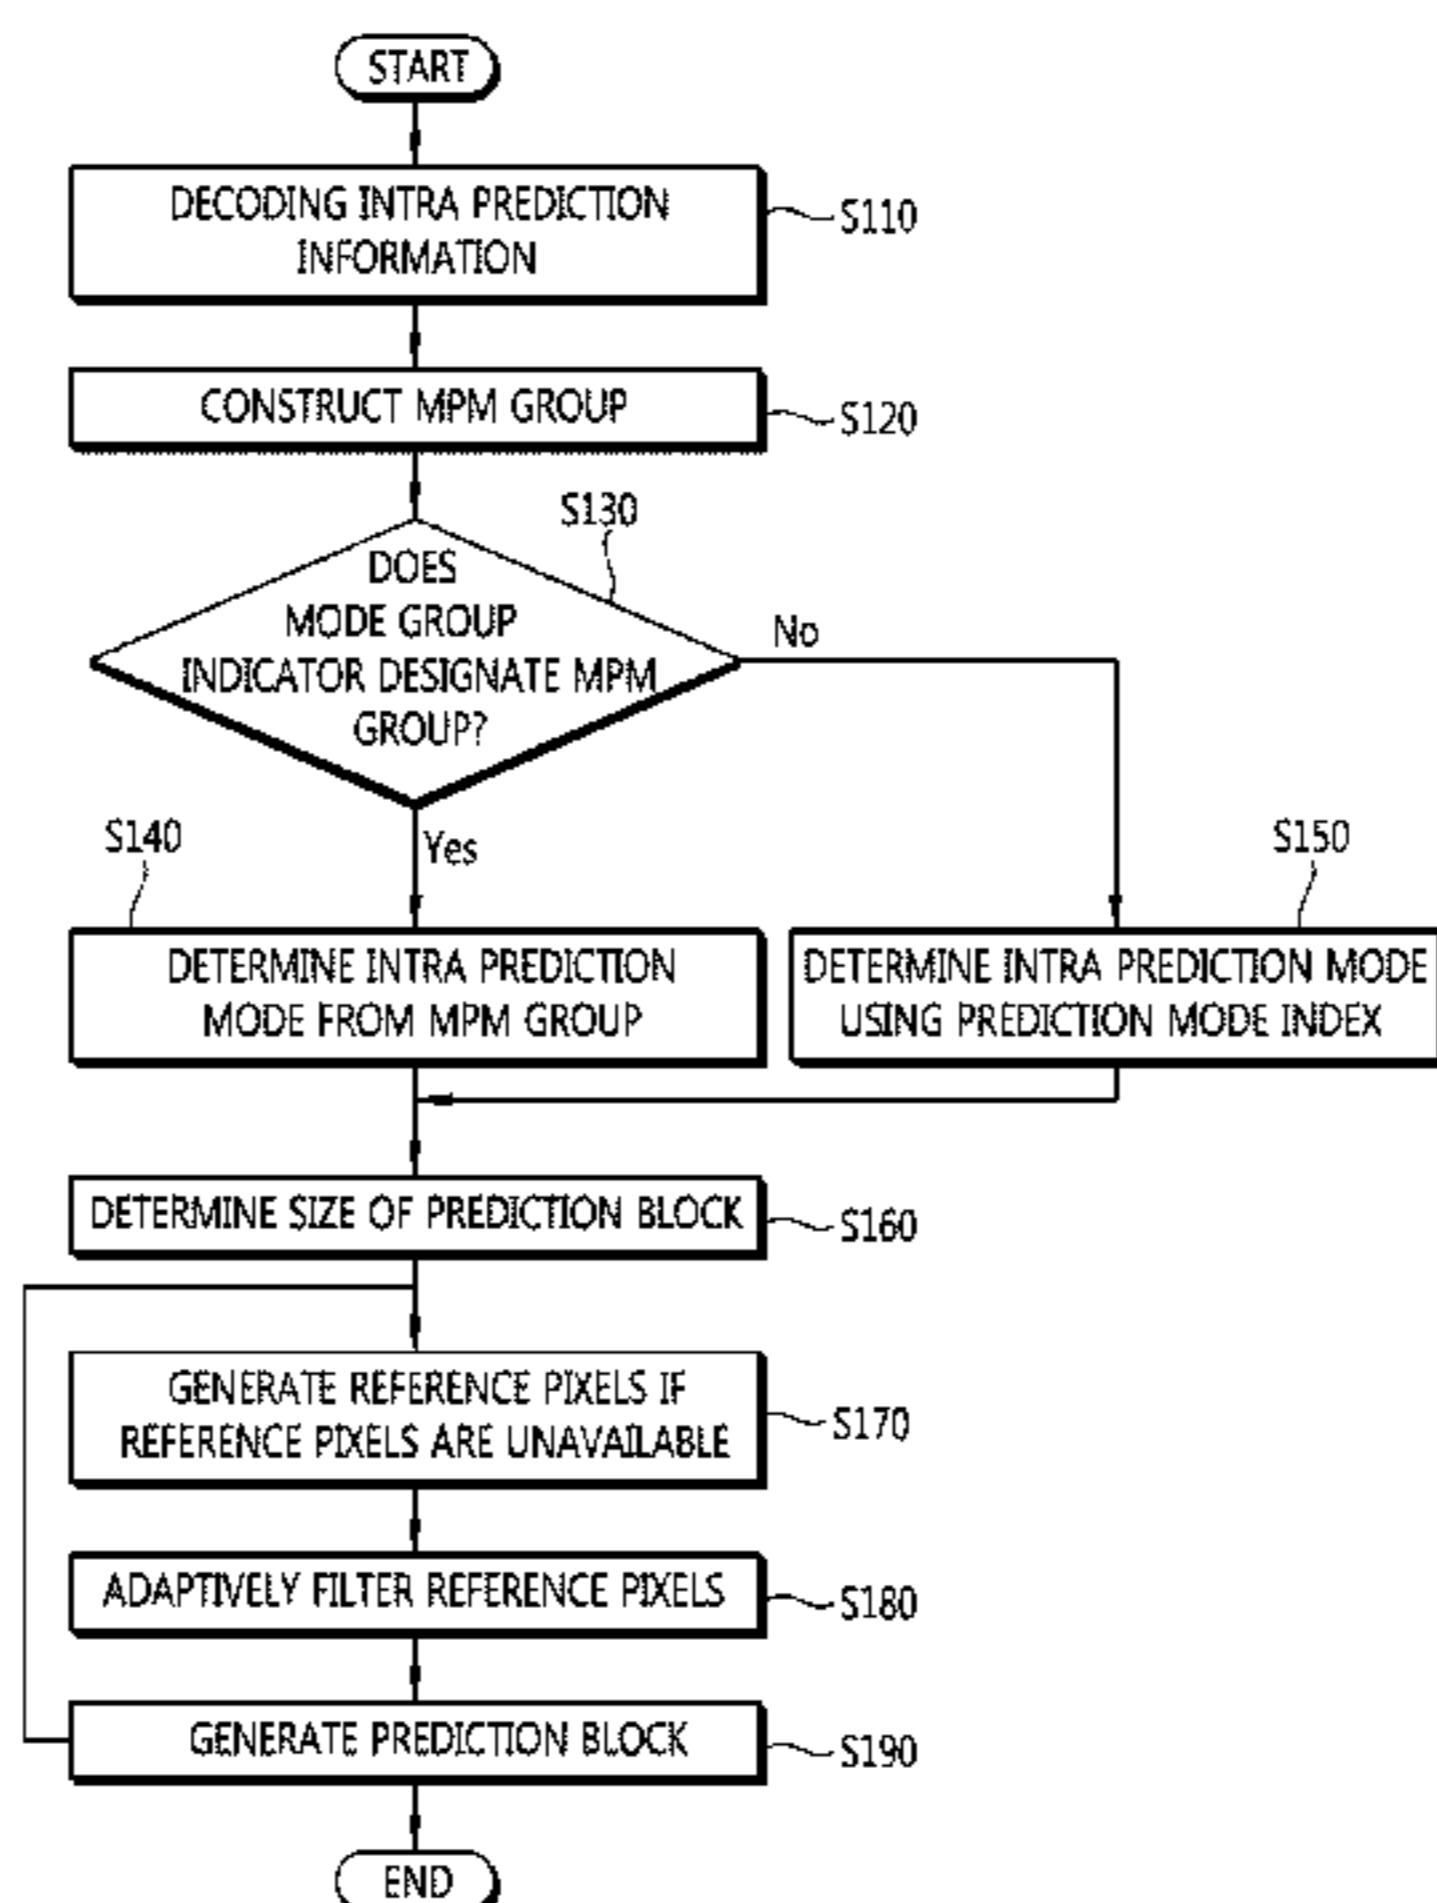 START
DECODING INTRA PREDICTION
INFORMATION
S110
CONSTRUCT MPM GROUP
S120
S130
DOES
MODE GROUP
INDICATOR DESIGNATE MPM
GROUP?
No
Yes
S140
S150
DETERMINE INTRA PREDICTION
MODE FROM MPM GROUP
DETERMINE INTRA PREDICTION MODE
USING PREDICTION MODE INDEX
DETERMINE SIZE OF PREDICTION BLOCK
S160
GENERATE REFERENCE PIXELS IF
REFERENCE PIXELS ARE UNAVAILABLE
S170
ADAPTIVELY FILTER REFERENCE PIXELS
S180
GENERATE PREDICTION BLOCK
S190
END